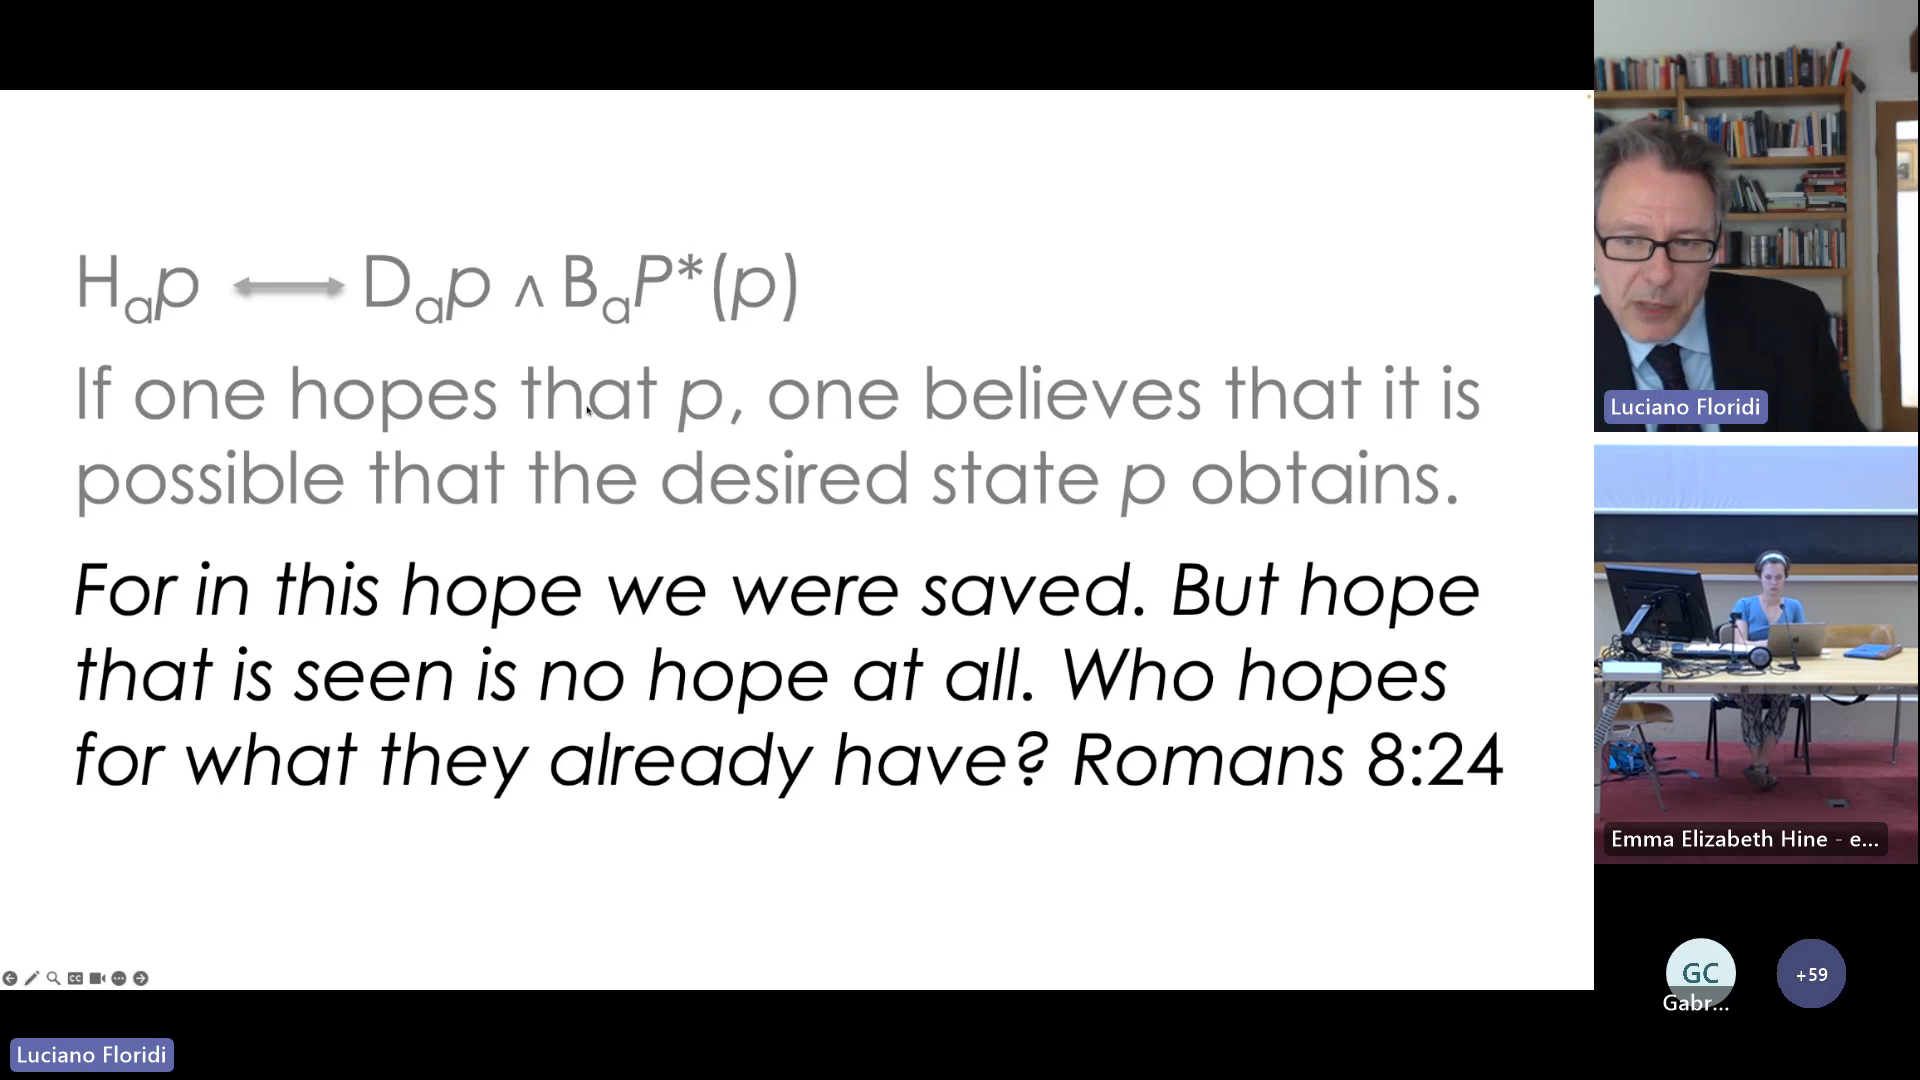 Hₐp ⟷ Dₐp ∧ BₐP*(p)
If one hopes that p, one believes that it is
possible that the desired state p obtains.
For in this hope we were saved. But hope
that is seen is no hope at all. Who hopes
for what they already have? Romans 8:24
Luciano Floridi
Emma Elizabeth Hine - e...
GC
Gabr...
+59
Luciano Floridi